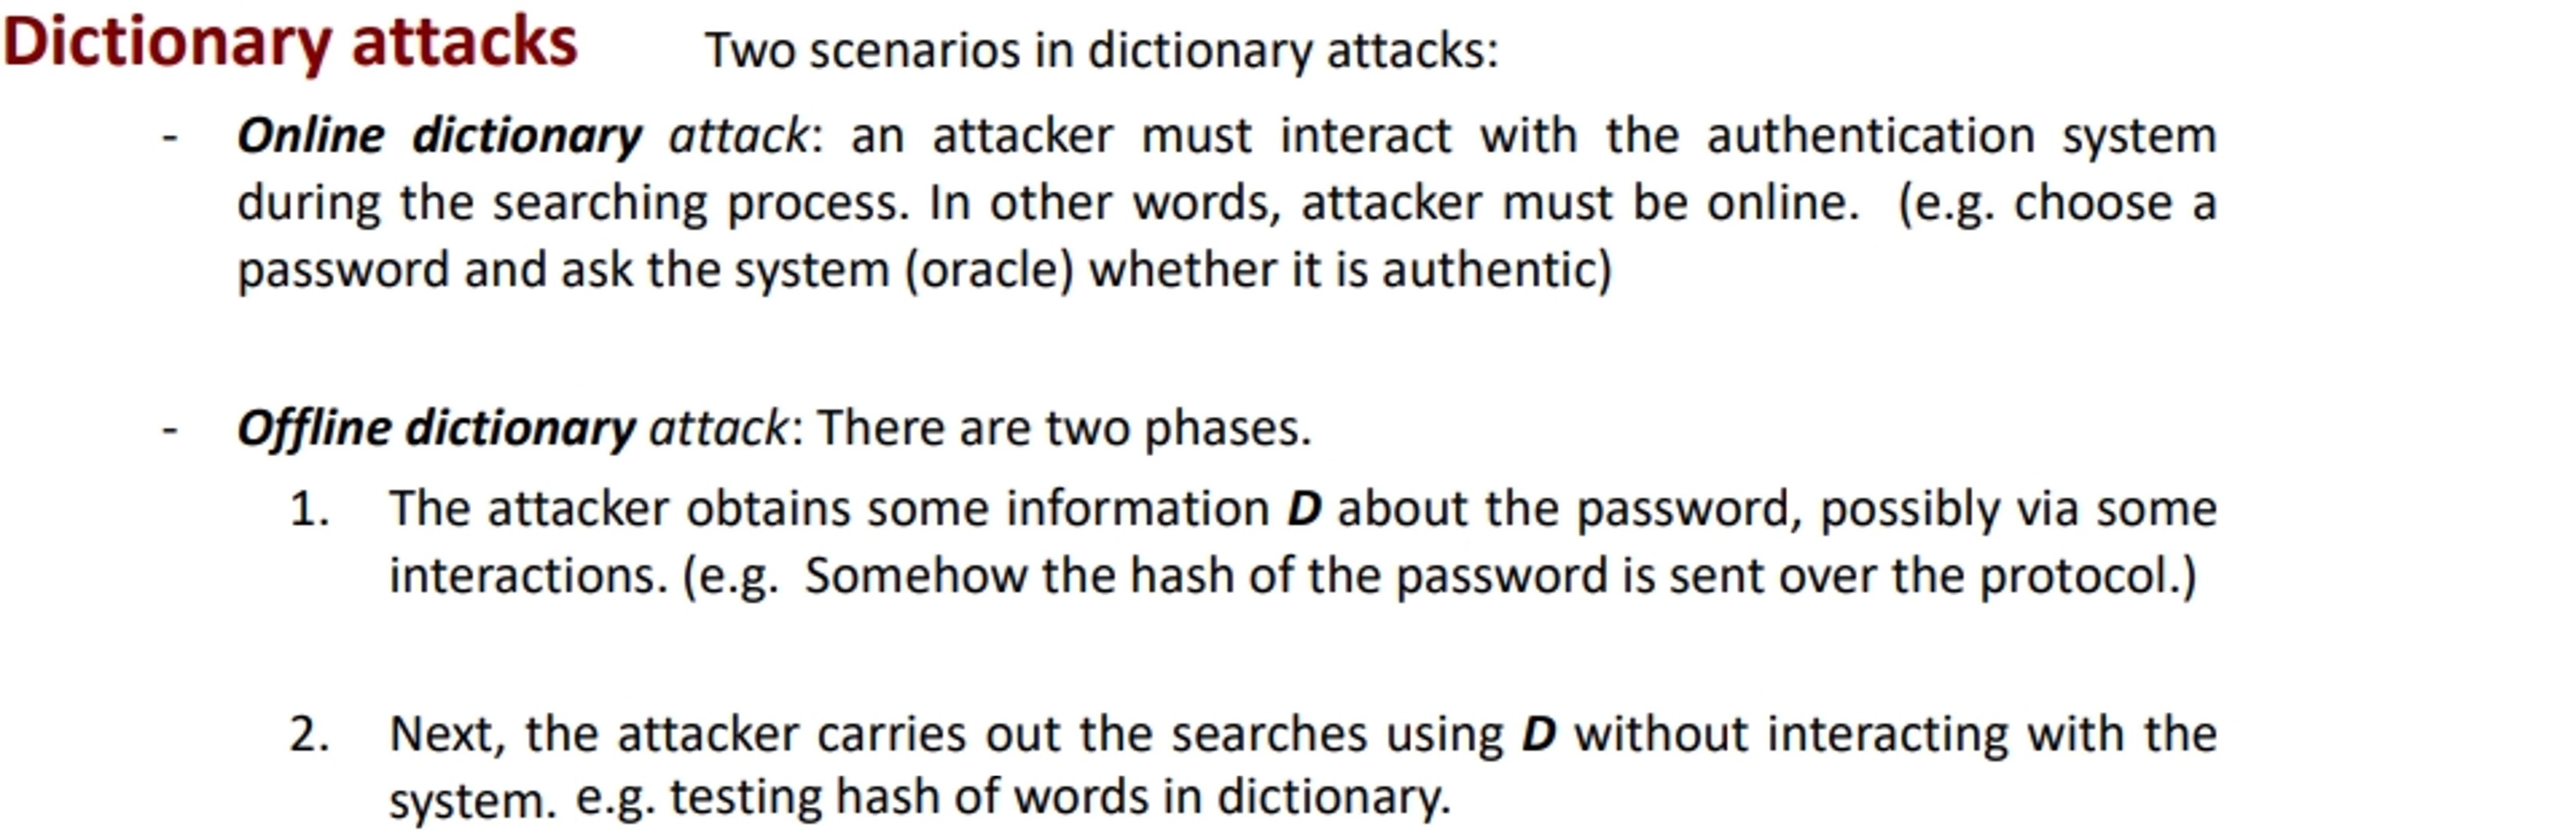 Dictionary attacks Two scenarios in dictionary attacks:
- Online dictionary attack: an attacker must interact with the authentication system
during the searching process. In other words, attacker must be online. (e.g. choose a
password and ask the system (oracle) whether it is authentic)
- Offline dictionary attack: There are two phases.
1. The attacker obtains some information D about the password, possibly via some
interactions. (e.g. Somehow the hash of the password is sent over the protocol.)
2. Next, the attacker carries out the searches using D without interacting with the
system. e.g. testing hash of words in dictionary.